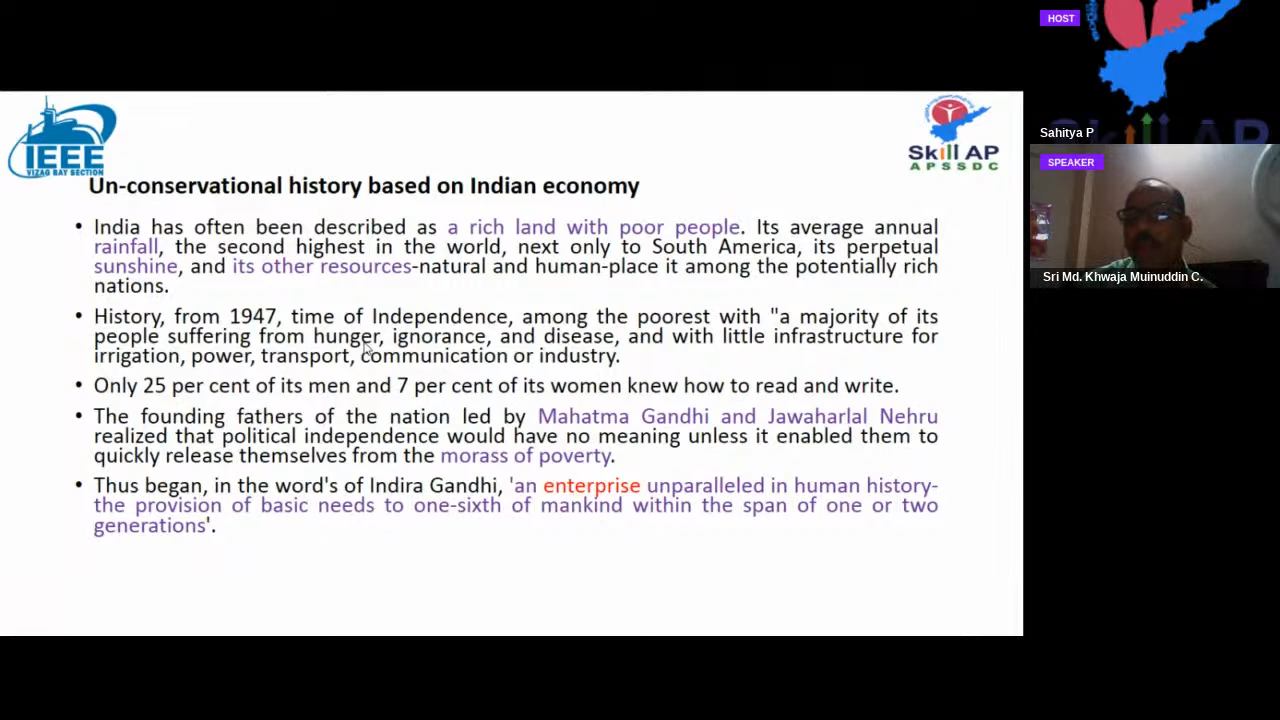 HOST
Sahitya P
SPEAKER
Sri Md. Khwaja Muinuddin C.
IEEE
VIZAG BAY SECTION
Skill AP
APSSDC
Un-conservational history based on Indian economy
• India has often been described as a rich land with poor people. Its average annual
rainfall, the second highest in the world, next only to South America, its perpetual
sunshine, and its other resources-natural and human-place it among the potentially rich
nations.
• History, from 1947, time of Independence, among the poorest with "a majority of its
people suffering from hunger, ignorance, and disease, and with little infrastructure for
irrigation, power, transport, communication or industry.
• Only 25 per cent of its men and 7 per cent of its women knew how to read and write.
• The founding fathers of the nation led by Mahatma Gandhi and Jawaharlal Nehru
realized that political independence would have no meaning unless it enabled them to
quickly release themselves from the morass of poverty.
• Thus began, in the word's of Indira Gandhi, 'an enterprise unparalleled in human history-
the provision of basic needs to one-sixth of mankind within the span of one or two
generations'.